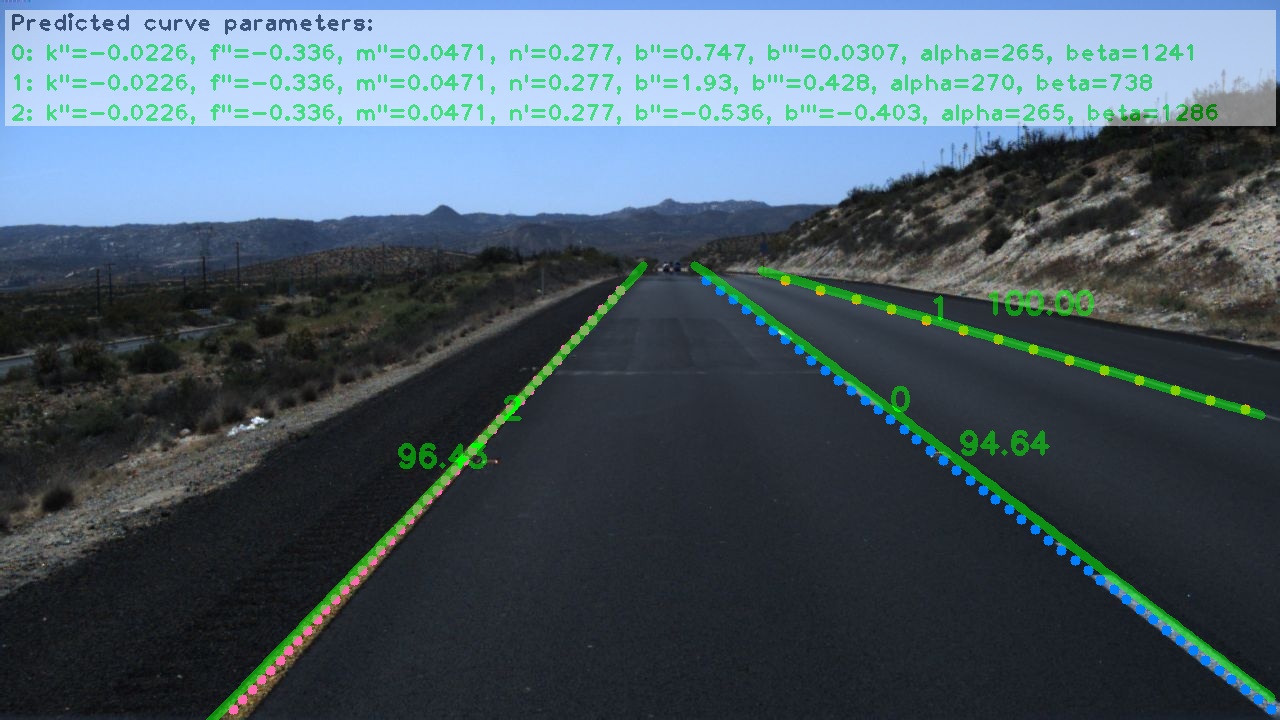 Predicted curve parameters:
0: k''=-0.0226, f''=-0.336, m''=0.0471, n'=0.277, b''=0.747, b'''=0.0307, alpha=265, beta=1241
1: k''=-0.0226, f''=-0.336, m''=0.0471, n'=0.277, b''=1.93, b'''=0.428, alpha=270, beta=738
2: k''=-0.0226, f''=-0.336, m''=0.0471, n'=0.277, b''=-0.536, b'''=-0.403, alpha=265, beta=1286
1 100.00
0
2
94.64